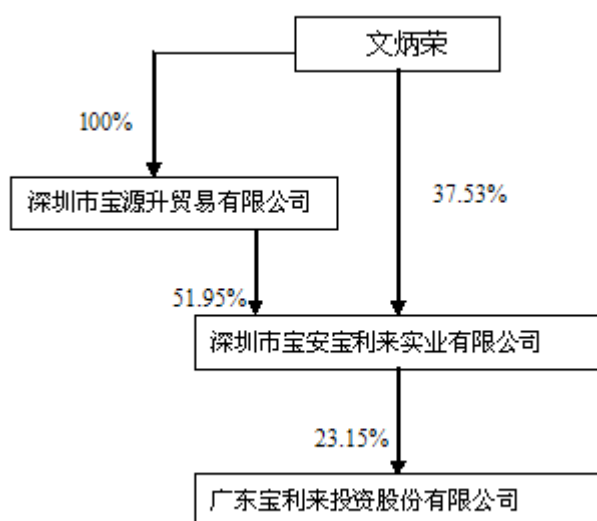 文炳荣
100%
深圳市宝源升贸易有限公司
37.53%
51.95%
深圳市宝安宝利来实业有限公司
23.15%
广东宝利来投资股份有限公司